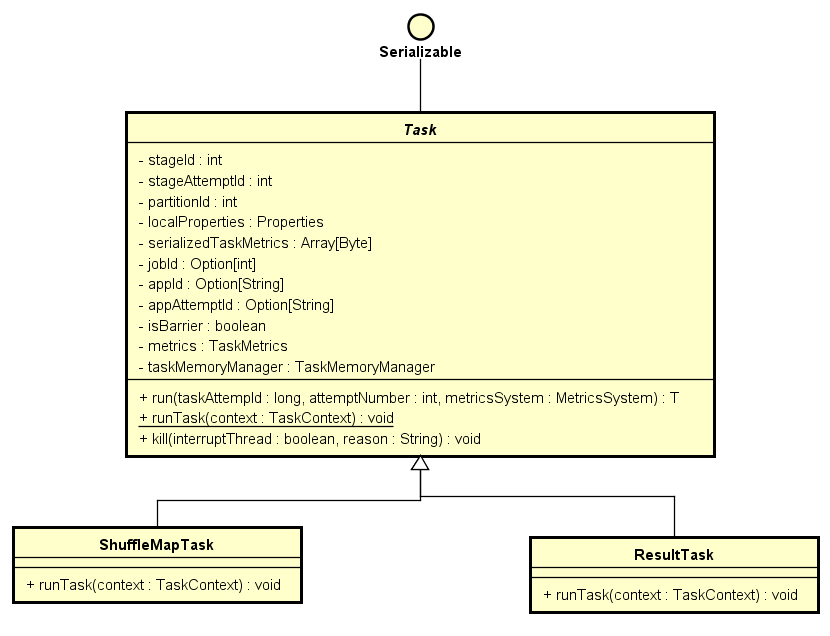 Serializable
Task
- stageId : int
- stageAttemptId : int
- partitionId : int
- localProperties : Properties
- serializedTaskMetrics : Array[Byte]
- jobId : Option[int]
- appId : Option[String]
- appAttemptId : Option[String]
- isBarrier : boolean
- metrics : TaskMetrics
- taskMemoryManager : TaskMemoryManager
+ run(taskAttempId : long, attemptNumber : int, metricsSystem : MetricsSystem) : T
+ runTask(context : TaskContext) : void
+ kill(interruptThread : boolean, reason : String) : void
ShuffleMapTask
+ runTask(context : TaskContext) : void
ResultTask
+ runTask(context : TaskContext) : void